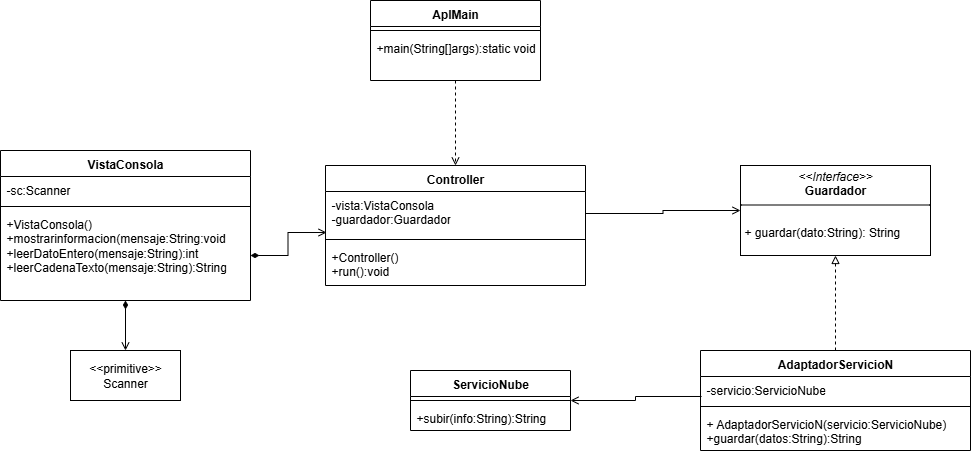 AplMain
+main(String[]args):static void
VistaConsola
-sc:Scanner
+VistaConsola()
+mostrarinformacion(mensaje:String:void
+leerDatoEntero(mensaje:String):int
+leerCadenaTexto(mensaje:String):String
Controller
-vista:VistaConsola
-guardador:Guardador
+Controller()
+run():void
<<Interface>>
Guardador
+ guardar(dato:String): String
<<primitive>>
Scanner
ServicioNube
+subir(info:String):String
AdaptadorServicioN
-servicio:ServicioNube
+ AdaptadorServicioN(servicio:ServicioNube)
+guardar(datos:String):String